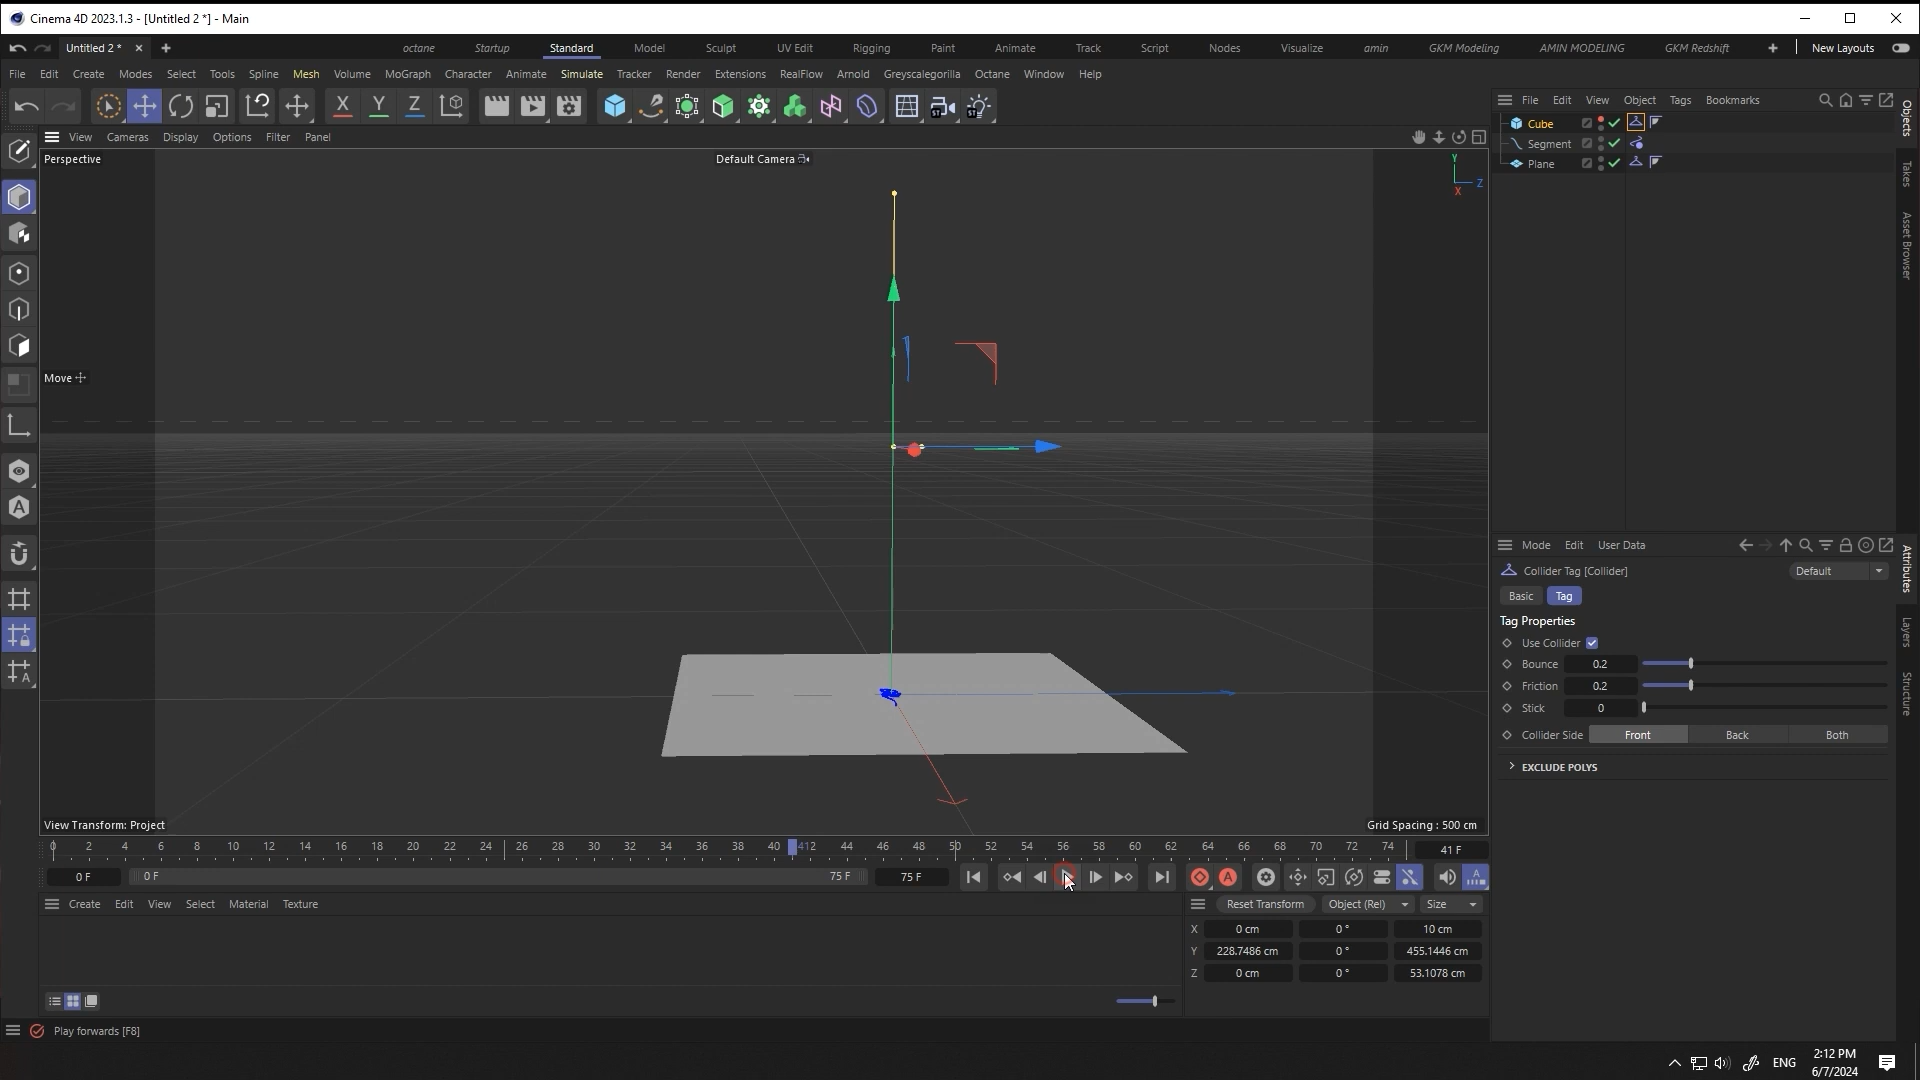 Cinema 4D 2023.1.3 - [Untitled 2 *] - Main
Untitled 2 *
octane Startup Standard Model Sculpt UV Edit Rigging Paint Animate Track Script Nodes Visualize amin GKM Modeling AMIN MODELING GKM Redshift New Layouts
File Edit Create Modes Select Tools Spline Mesh Volume MoGraph Character Animate Simulate Tracker Render Extensions RealFlow Arnold Greyscalegorilla Octane Window Help
X Y Z
File Edit View Object Tags Bookmarks
Cube
Segment
Plane
Objects
Takes
Asset Browser
View Cameras Display Options Filter Panel
Perspective
Default Camera
Y
Z
X
Move
View Transform: Project
Grid Spacing : 500 cm
Mode Edit User Data
Collider Tag [Collider]
Default
Basic Tag
Tag Properties
Use Collider
Bounce 0.2
Friction 0.2
Stick 0
Collider Side Front Back Both
EXCLUDE POLYS
Attributes
Layers
Structure
0 2 4 6 8 10 12 14 16 18 20 22 24 26 28 30 32 34 36 38 40 412 44 46 48 50 52 54 56 58 60 62 64 66 68 70 72 74
41 F
0 F
0 F
75 F
75 F
Create Edit View Select Material Texture
Reset Transform
Object (Rel)
Size
X 0 cm 0 ° 10 cm
Y 228.7486 cm 0 ° 455.1446 cm
Z 0 cm 0 ° 53.1078 cm
Play forwards [F8]
ENG
2:12 PM
6/7/2024